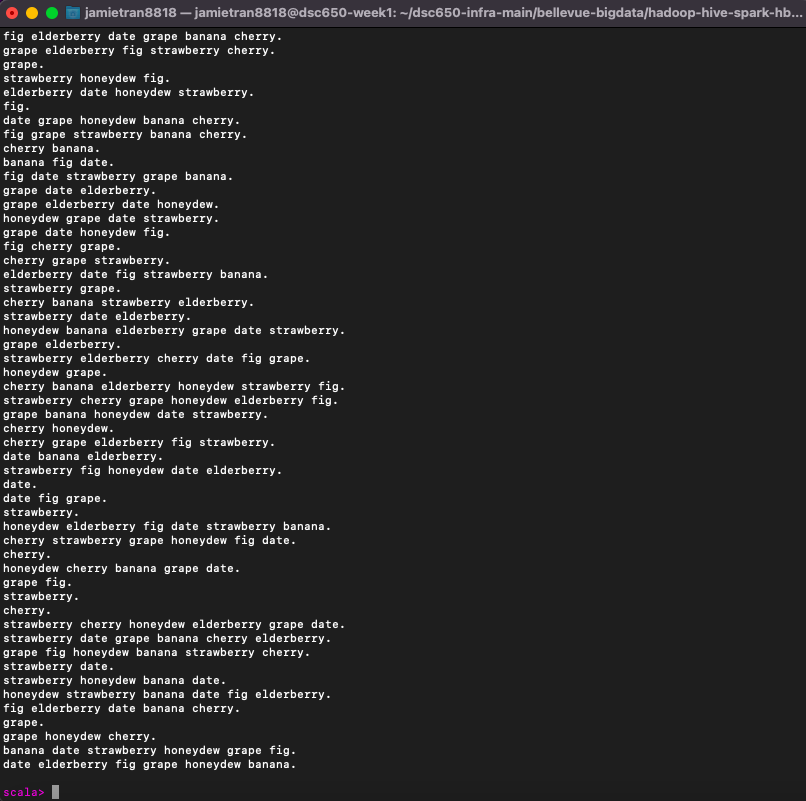 jamietran8818 — jamietran8818@dsc650-week1: ~/dsc650-infra-main/bellevue-bigdata/hadoop-hive-spark-hb...
fig elderberry date grape banana cherry.
grape elderberry fig strawberry cherry.
grape.
strawberry honeydew fig.
elderberry date honeydew strawberry.
fig.
date grape honeydew banana cherry.
fig grape strawberry banana cherry.
cherry banana.
banana fig date.
fig date strawberry grape banana.
grape date elderberry.
grape elderberry date honeydew.
honeydew grape date strawberry.
grape date honeydew fig.
fig cherry grape.
cherry grape strawberry.
elderberry date fig strawberry banana.
strawberry grape.
cherry banana strawberry elderberry.
strawberry date elderberry.
honeydew banana elderberry grape date strawberry.
grape elderberry.
strawberry elderberry cherry date fig grape.
honeydew grape.
cherry banana elderberry honeydew strawberry fig.
strawberry cherry grape honeydew elderberry fig.
grape banana honeydew date strawberry.
cherry honeydew.
cherry grape elderberry fig strawberry.
date banana elderberry.
strawberry fig honeydew date elderberry.
date.
date fig grape.
strawberry.
honeydew elderberry fig date strawberry banana.
cherry strawberry grape honeydew fig date.
cherry.
honeydew cherry banana grape date.
grape fig.
strawberry.
cherry.
strawberry cherry honeydew elderberry grape date.
strawberry date grape banana cherry elderberry.
grape fig honeydew banana strawberry cherry.
strawberry date.
strawberry honeydew banana date.
honeydew strawberry banana date fig elderberry.
fig elderberry date banana cherry.
grape.
grape honeydew cherry.
banana date strawberry honeydew grape fig.
date elderberry fig grape honeydew banana.
scala>